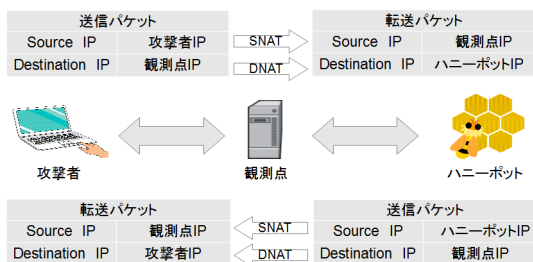 送信パケット
Source IP 攻撃者IP
Destination IP 観測点IP
SNAT
DNAT
転送パケット
Source IP 観測点IP
Destination IP ハニーポットIP
攻撃者
観測点
ハニーポット
転送パケット
Source IP 観測点IP
Destination IP 攻撃者IP
SNAT
DNAT
送信パケット
Source IP ハニーポットIP
Destination IP 観測点IP